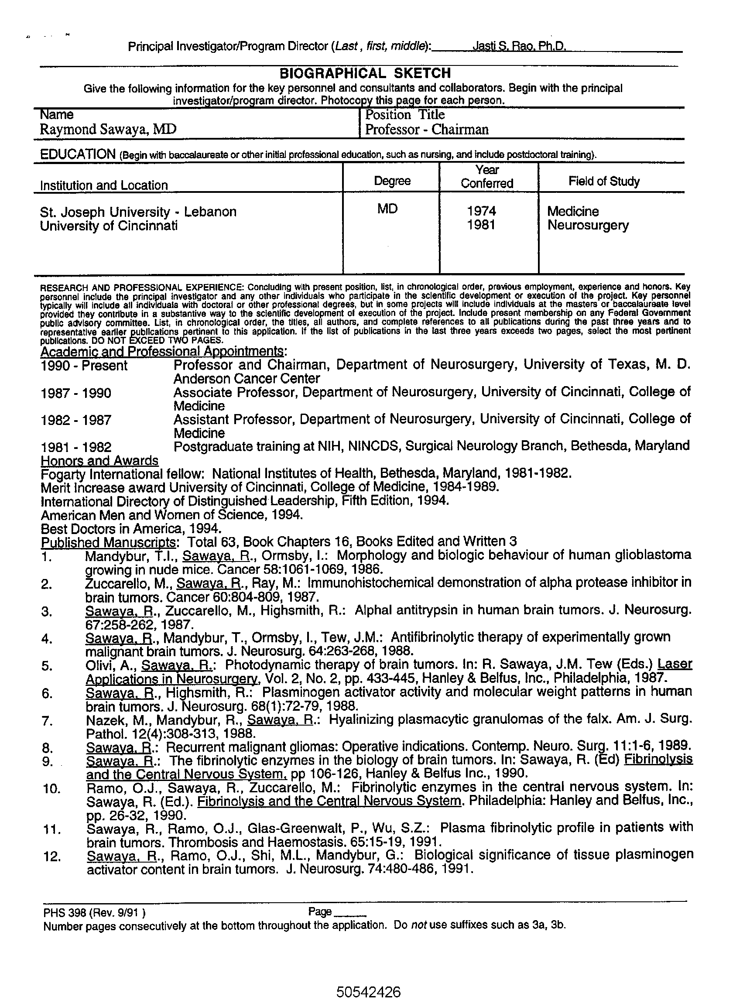 Principal Investigator/Program Director (Last, first, middle): Jasti S. Rao, Ph.D.
BIOGRAPHICAL SKETCH
Give the following information for the key personnel and consultants and collaborators. Begin with the principal
investigator/program director. Photocopy this page for each person.
Name Position Title
Raymond Sawaya, MD Professor - Chairman
EDUCATION (Begin with baccalaureate or other initial professional education, such as nursing, and include postdoctoral training).
Institution and Location Degree Year Conferred Field of Study
St. Joseph University - Lebanon MD 1974 Medicine
University of Cincinnati 1981 Neurosurgery
RESEARCH AND PROFESSIONAL EXPERIENCE: Concluding with present position, list, in chronological order, previous employment, experience and honors. Key
personnel include the principal investigator and any other individuals who participate in the scientific development or execution of the project. Key personnel
typically will include all individuals with doctoral or other professional degrees, but in some projects will include individuals at the masters or baccalaureate level
provided they contribute in a substantive way to the scientific development of execution of the project. Include present membership on any Federal Government
public advisory committee. List, in chronological order, the titles, all authors, and complete references to all publications during the past three years and to
representative earlier publications pertinent to this application. If the list of publications in the last three years exceeds two pages, select the most pertinent
publications. DO NOT EXCEED TWO PAGES.
Academic and Professional Appointments:
1990 - Present Professor and Chairman, Department of Neurosurgery, University of Texas, M. D.
Anderson Cancer Center
1987 - 1990 Associate Professor, Department of Neurosurgery, University of Cincinnati, College of
Medicine
1982 - 1987 Assistant Professor, Department of Neurosurgery, University of Cincinnati, College of
Medicine
1981 - 1982 Postgraduate training at NIH, NINCDS, Surgical Neurology Branch, Bethesda, Maryland
Honors and Awards
Fogarty International fellow: National Institutes of Health, Bethesda, Maryland, 1981-1982.
Merit Increase award University of Cincinnati, College of Medicine, 1984-1989.
International Directory of Distinguished Leadership, Fifth Edition, 1994.
American Men and Women of Science, 1994.
Best Doctors in America, 1994.
Published Manuscripts: Total 63, Book Chapters 16, Books Edited and Written 3
1. Mandybur, T.I., Sawaya, R., Ormsby, I.: Morphology and biologic behaviour of human glioblastoma
growing in nude mice. Cancer 58:1061-1069, 1986.
2. Zuccarello, M., Sawaya, R., Ray, M.: Immunohistochemical demonstration of alpha protease inhibitor in
brain tumors. Cancer 60:804-809, 1987.
3. Sawaya, R., Zuccarello, M., Highsmith, R.: Alphal antitrypsin in human brain tumors. J. Neurosurg.
67:258-262, 1987.
4. Sawaya, R., Mandybur, T., Ormsby, I., Tew, J.M.: Antifibrinolytic therapy of experimentally grown
malignant brain tumors. J. Neurosurg. 64:263-268, 1988.
5. Olivi, A., Sawaya, R.: Photodynamic therapy of brain tumors. In: R. Sawaya, J.M. Tew (Eds.) Laser
Applications in Neurosurgery, Vol. 2, No. 2, pp. 433-445, Hanley & Belfus, Inc., Philadelphia, 1987.
6. Sawaya, R., Highsmith, R.: Plasminogen activator activity and molecular weight patterns in human
brain tumors. J. Neurosurg. 68(1):72-79, 1988.
7. Nazek, M., Mandybur, R., Sawaya, R.: Hyalinizing plasmacytic granulomas of the falx. Am. J. Surg.
Pathol. 12(4):308-313, 1988.
8. Sawaya, R.: Recurrent malignant gliomas: Operative indications. Contemp. Neuro. Surg. 11:1-6, 1989.
9. Sawaya, R.: The fibrinolytic enzymes in the biology of brain tumors. In: Sawaya, R. (Ed) Fibrinolysis
and the Central Nervous System, pp 106-126, Hanley & Belfus Inc., 1990.
10. Ramo, O.J., Sawaya, R., Zuccarello, M.: Fibrinolytic enzymes in the central nervous system. In:
Sawaya, R. (Ed.). Fibrinolysis and the Central Nervous System. Philadelphia: Hanley and Belfus, Inc.,
pp. 26-32, 1990.
11. Sawaya, R., Ramo, O.J., Glas-Greenwalt, P., Wu, S.Z.: Plasma fibrinolytic profile in patients with
brain tumors. Thrombosis and Haemostasis. 65:15-19, 1991.
12. Sawaya, R., Ramo, O.J., Shi, M.L., Mandybur, G.: Biological significance of tissue plasminogen
activator content in brain tumors. J. Neurosurg. 74:480-486, 1991.
PHS 398 (Rev. 9/91 ) Page
Number pages consecutively at the bottom throughout the application. Do not use suffixes such as 3a, 3b.
50542426